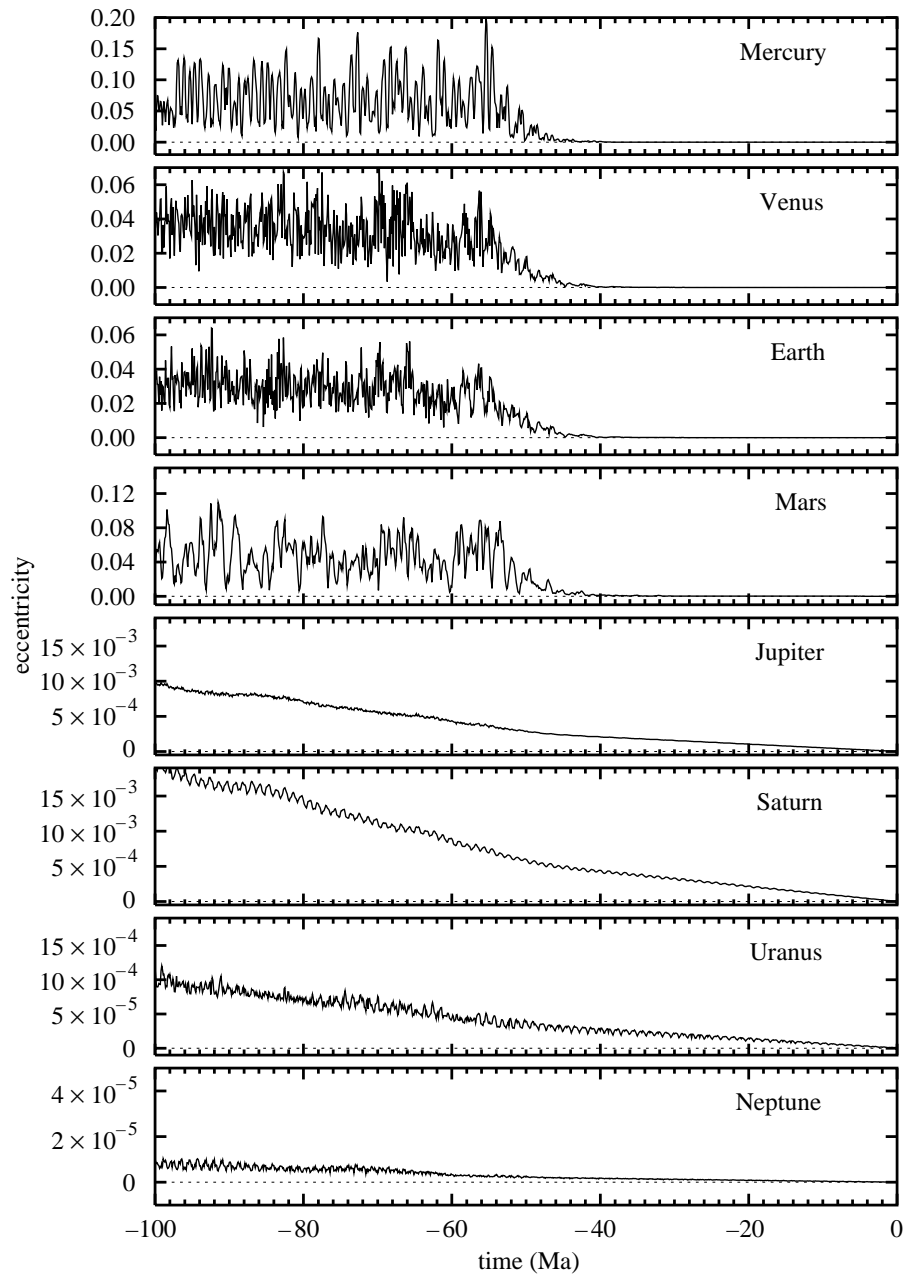 0.20
Mercury
0.15
0.10
0.05
0.00
0.06
Venus
0.04
0.02
0.00
0.06
Earth
0.04
0.02
0.00
0.12
Mars
0.08
0.04
0.00
eccentricity
15 × 10⁻³
Jupiter
10 × 10⁻³
5 × 10⁻⁴
0
15 × 10⁻³
Saturn
10 × 10⁻³
5 × 10⁻⁴
0
15 × 10⁻⁴
Uranus
10 × 10⁻⁴
5 × 10⁻⁵
0
4 × 10⁻⁵
Neptune
2 × 10⁻⁵
0
−100 −80 −60 −40 −20 0
time (Ma)